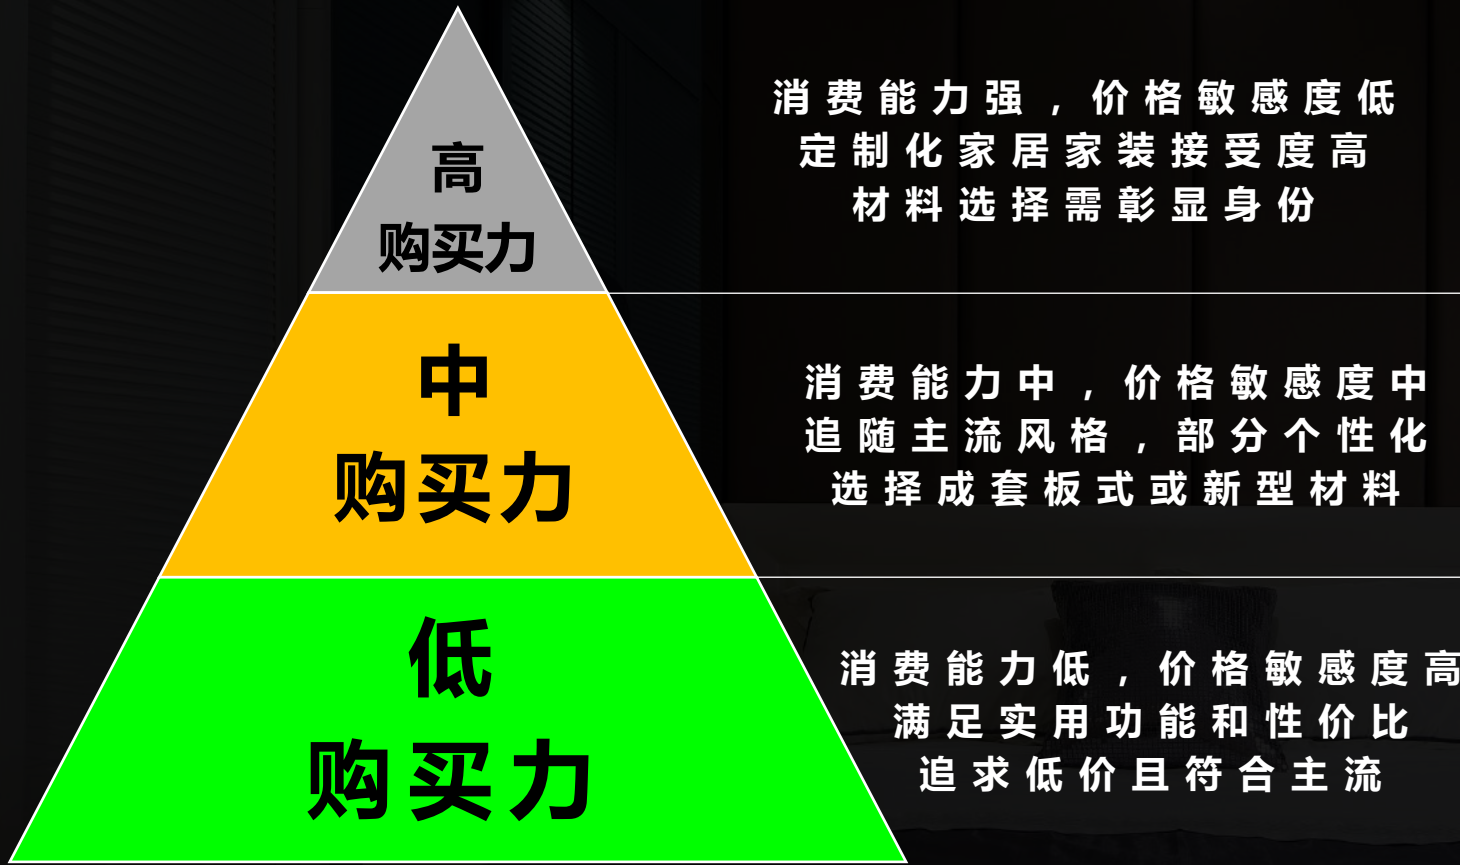 高
购买力
消费能力强，价格敏感度低
定制化家居家装接受度高
材料选择需彰显身份
中
购买力
消费能力中，价格敏感度中
追随主流风格，部分个性化
选择成套板式或新型材料
低
购买力
消费能力低，价格敏感度高
满足实用功能和性价比
追求低价且符合主流